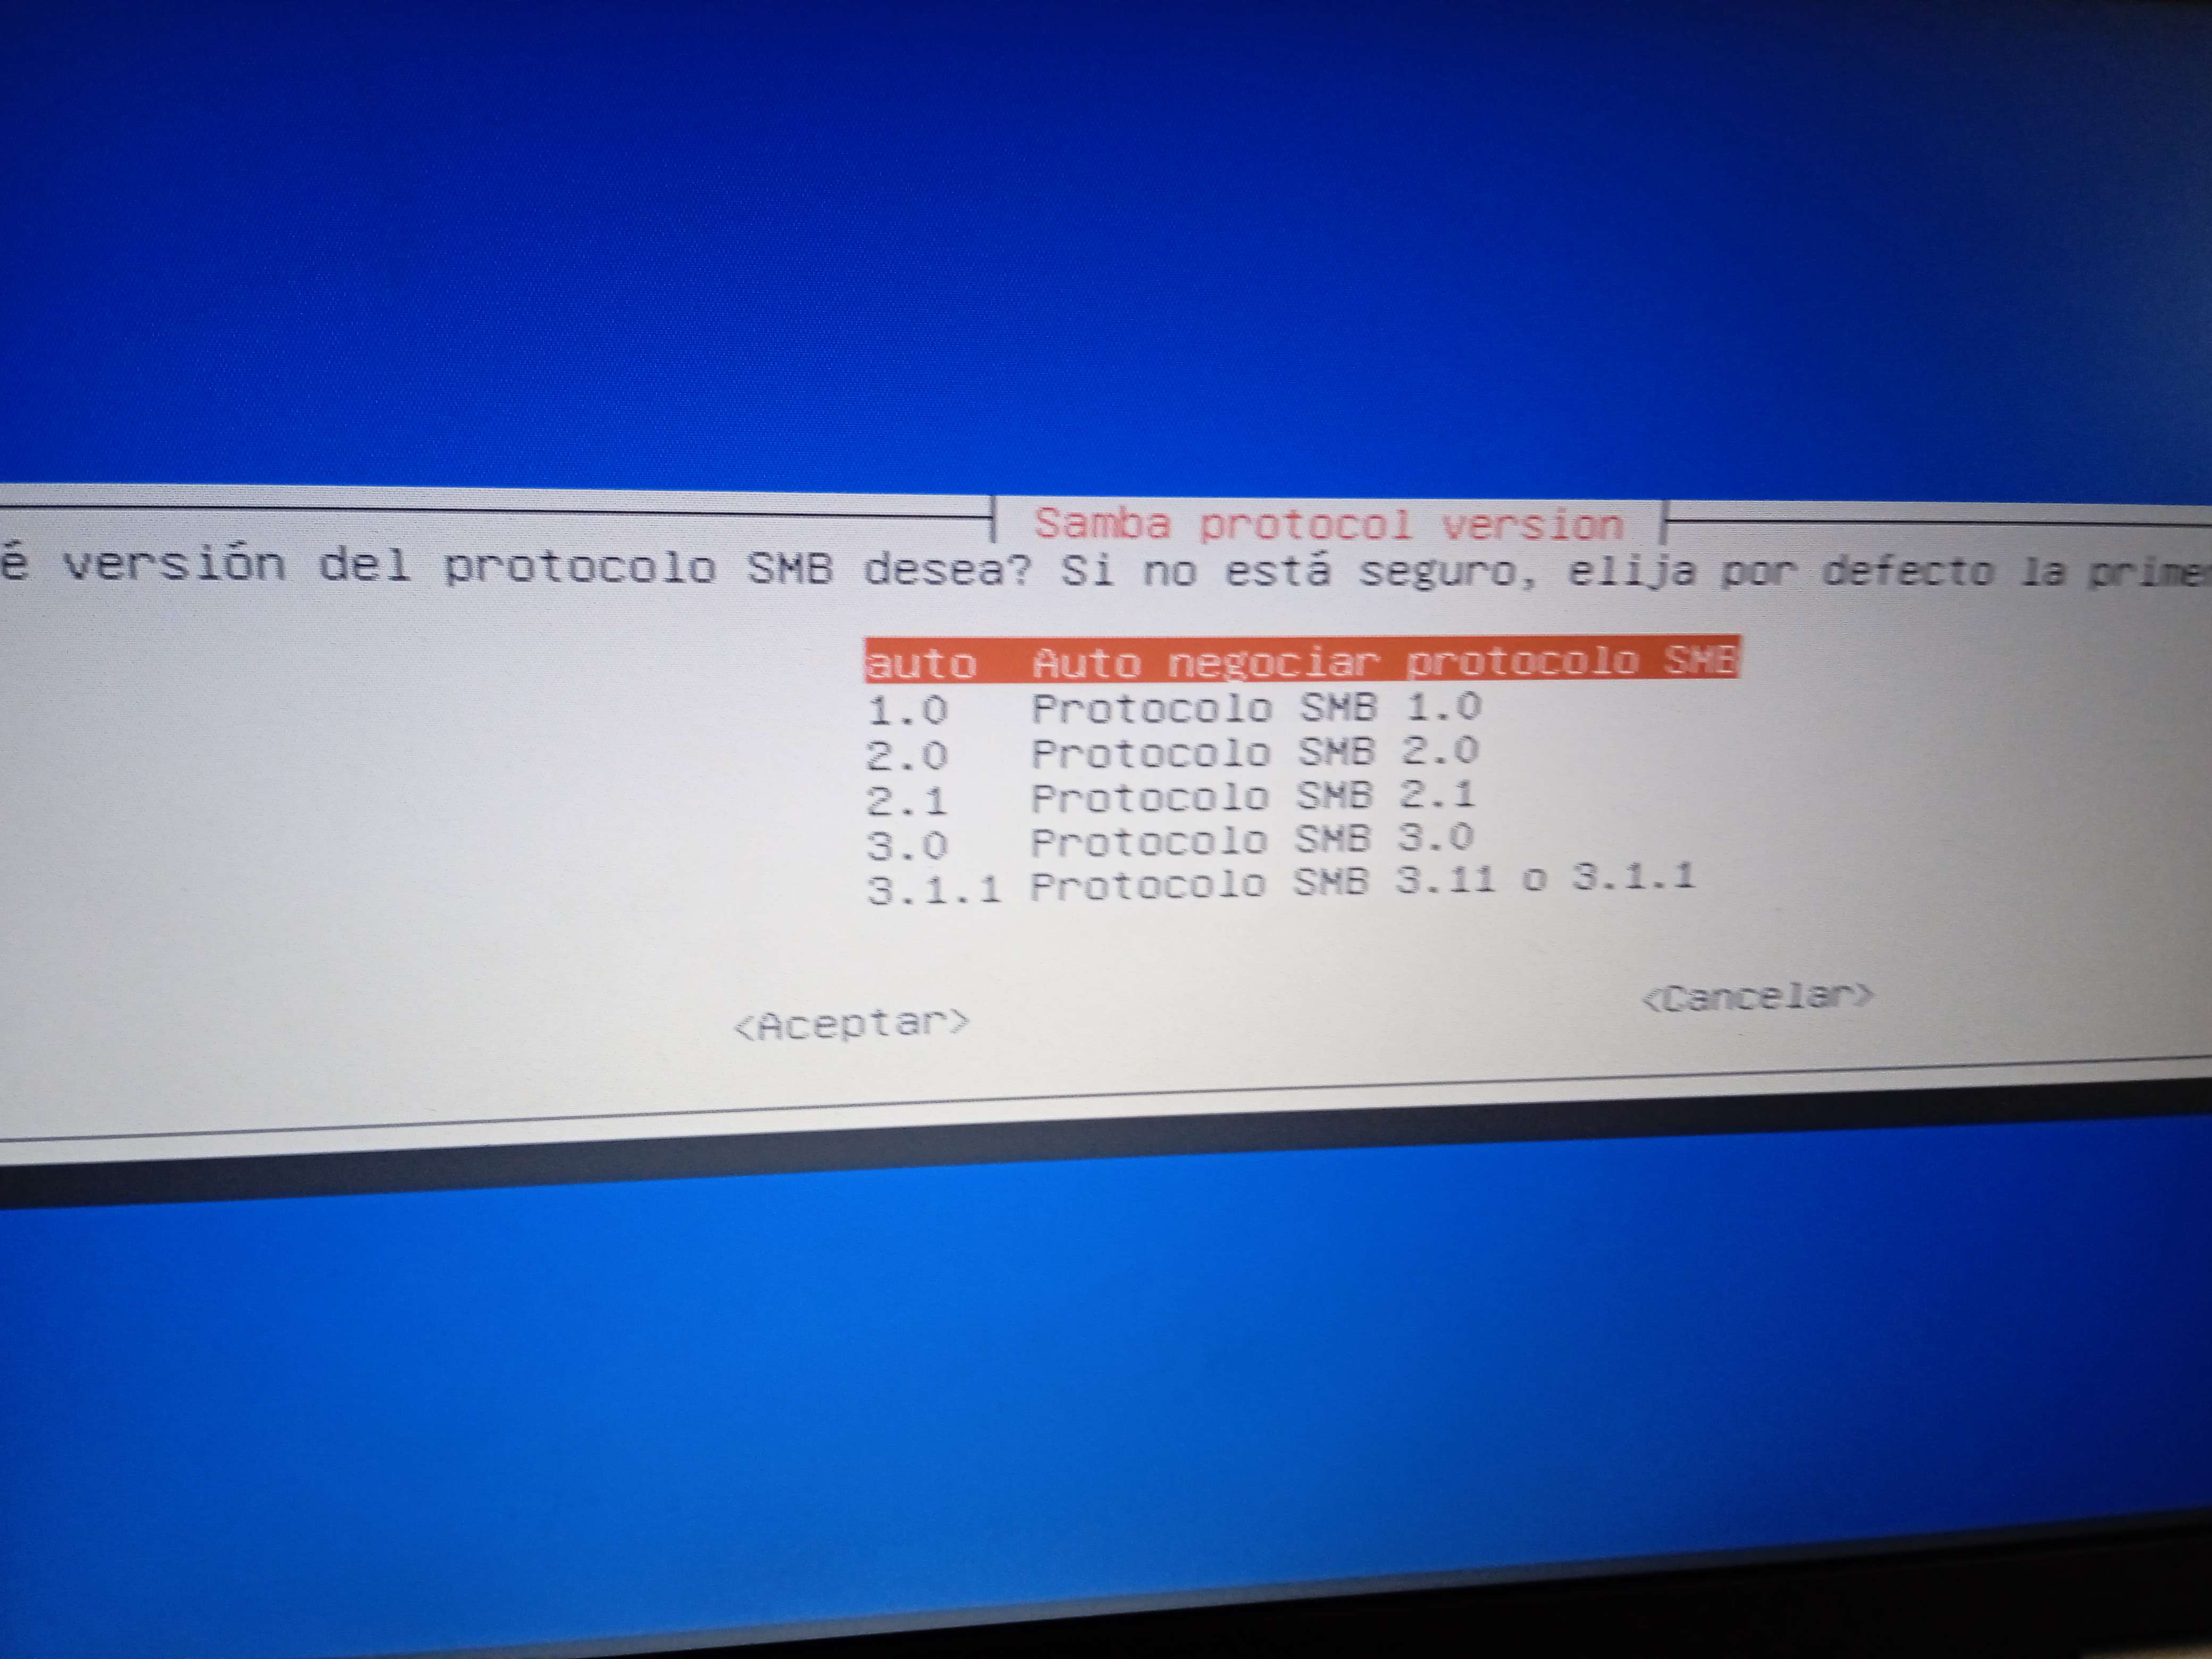 Samba protocol version
é versión del protocolo SMB desea? Si no está seguro, elija por defecto la prime
auto Auto negociar protocolo SMB
1.0 Protocolo SMB 1.0
2.0 Protocolo SMB 2.0
2.1 Protocolo SMB 2.1
3.0 Protocolo SMB 3.0
3.1.1 Protocolo SMB 3.11 o 3.1.1
<Aceptar> <Cancelar>